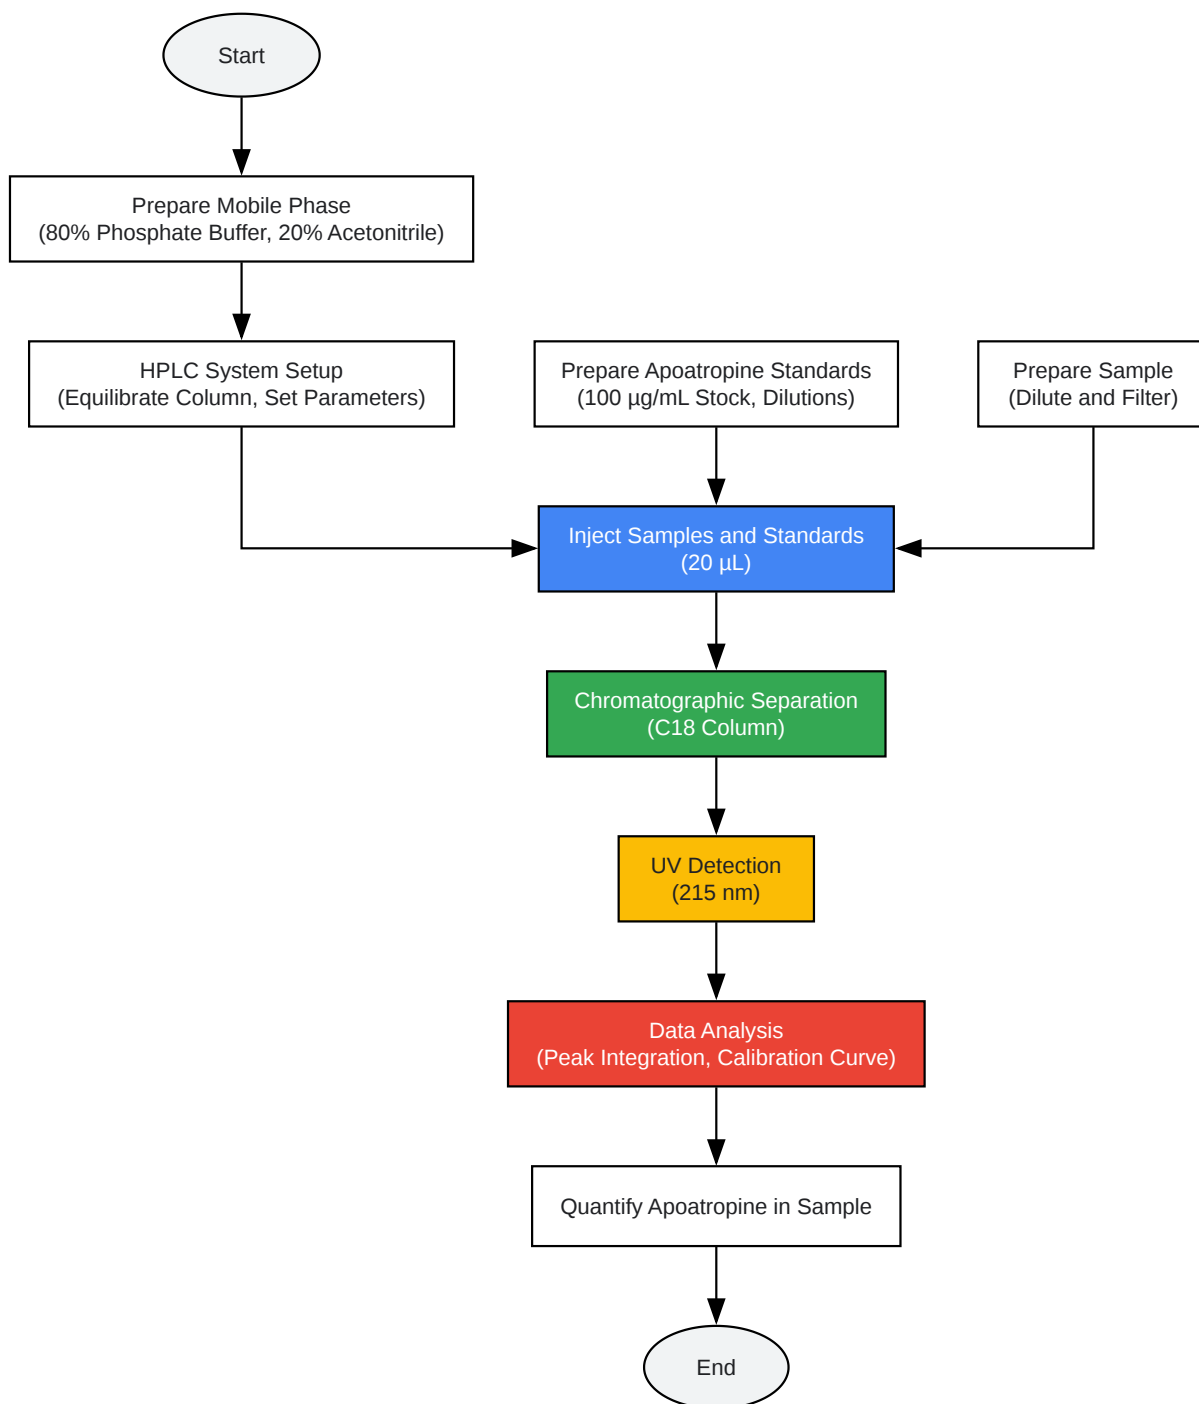 Start
Prepare Mobile Phase
(80% Phosphate Buffer, 20% Acetonitrile)
HPLC System Setup
(Equilibrate Column, Set Parameters)
Prepare Apoatropine Standards
(100 µg/mL Stock, Dilutions)
Prepare Sample
(Dilute and Filter)
Inject Samples and Standards
(20 µL)
Chromatographic Separation
(C18 Column)
UV Detection
(215 nm)
Data Analysis
(Peak Integration, Calibration Curve)
Quantify Apoatropine in Sample
End